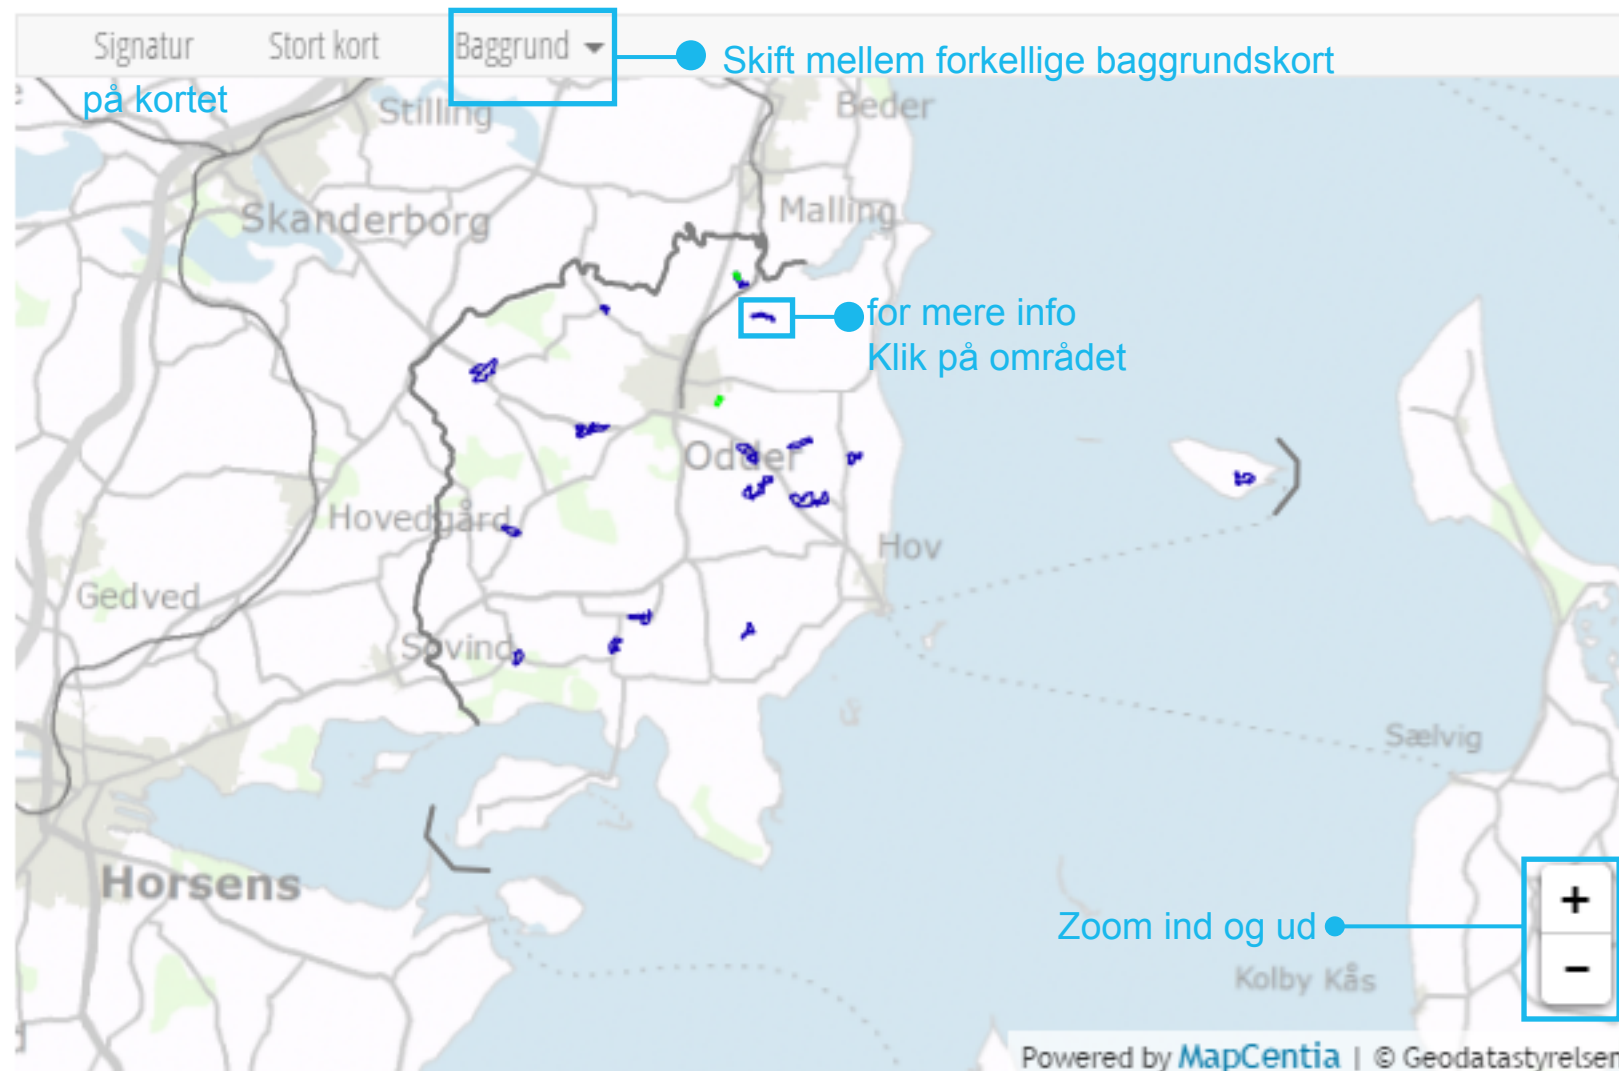 Signatur Stort kort Baggrund
Skift mellem forkellige baggrundskort
på kortet
Stilling
Beder
Skanderborg
Malling
for mere info
Klik på området
Odder
Hovedgård
Hov
Gedved
Søvind
Sælvig
Horsens
+
Zoom ind og ud
-
Kolby Kås
Powered by MapCentia | © Geodatastyrelsen